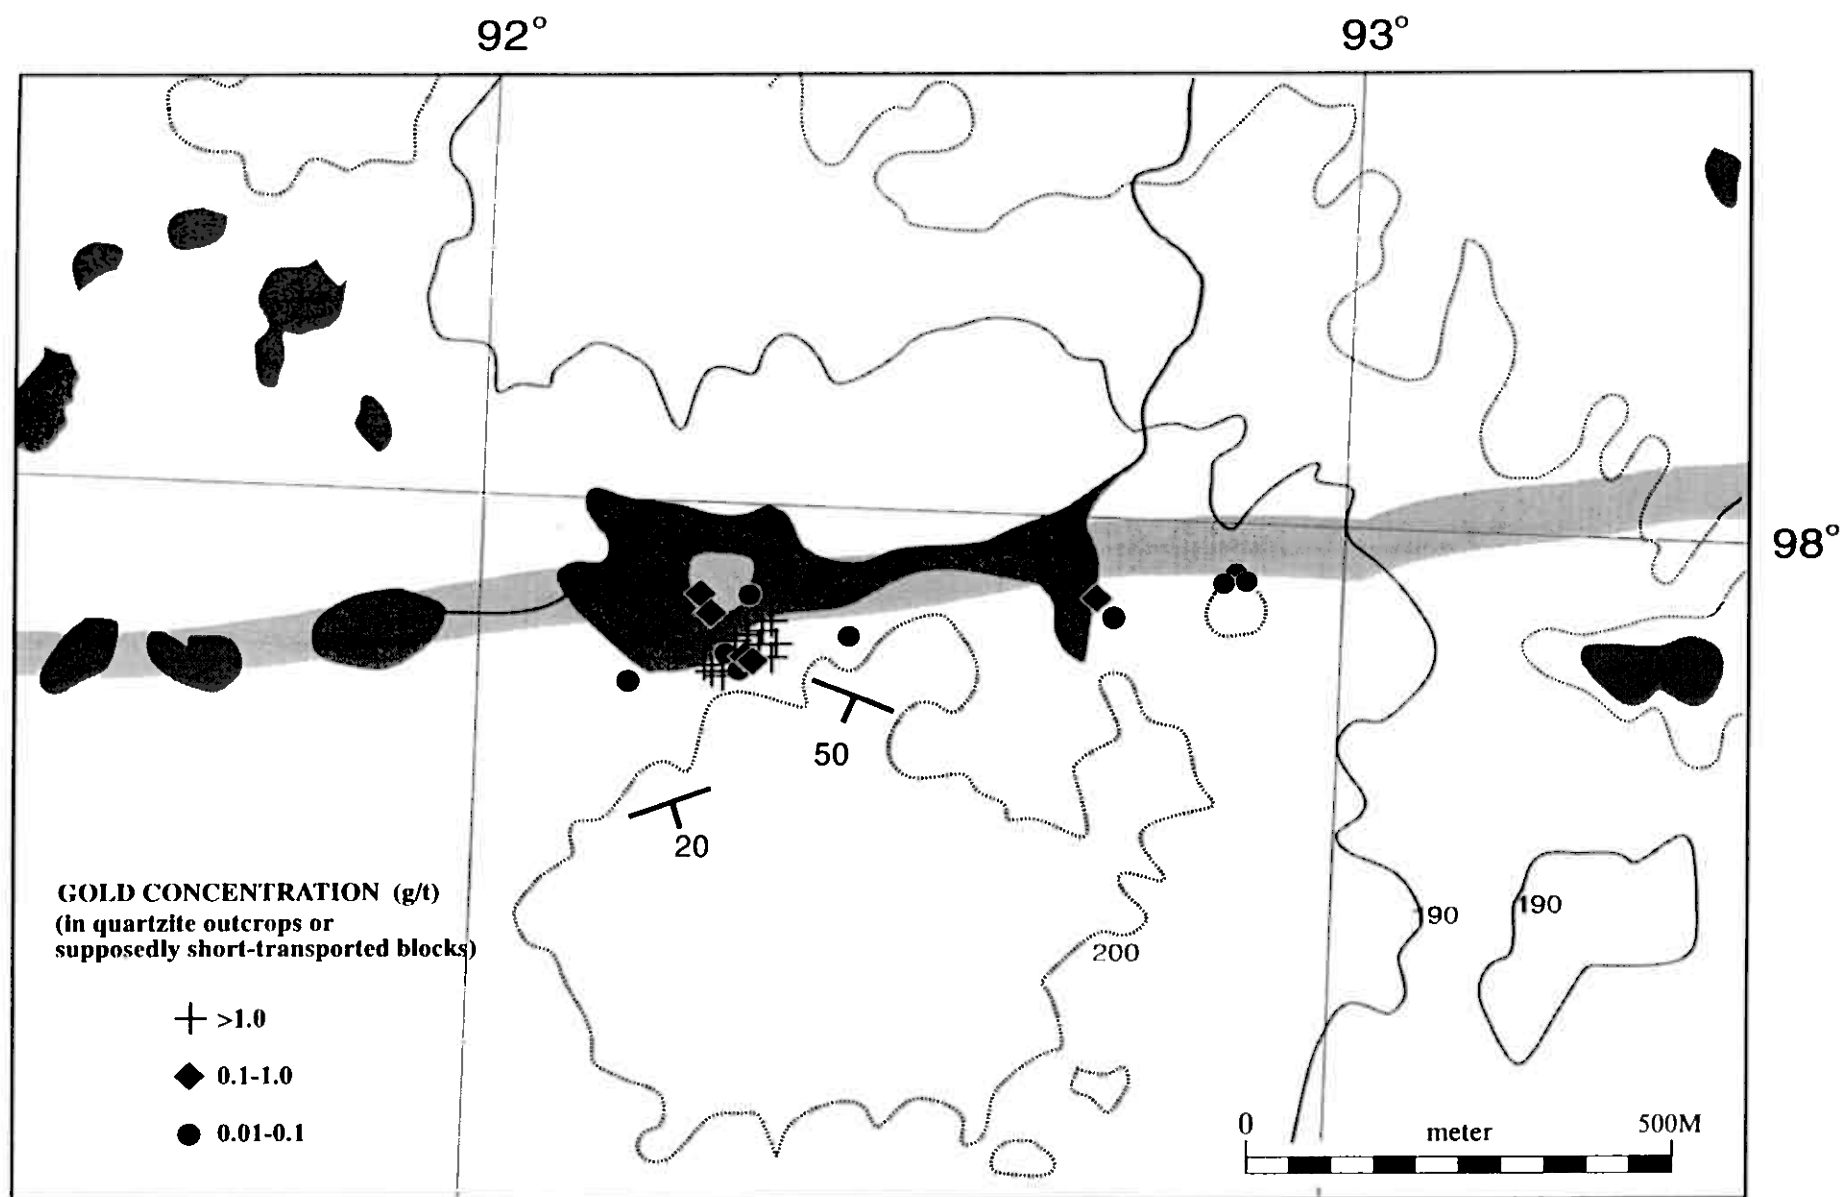 92°
93°
98°
50
20
GOLD CONCENTRATION (g/t)
(in quartzite outcrops or
supposedly short-transported blocks)
>1.0
0.1-1.0
0.01-0.1
190
190
200
0
meter
500M